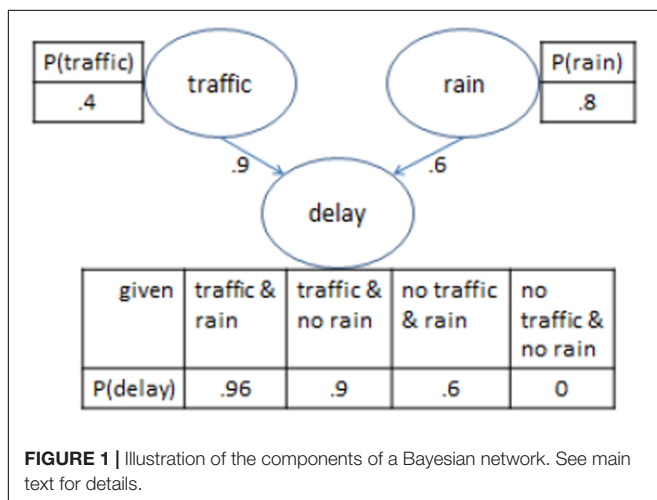 P(traffic)
.4
traffic
rain
P(rain)
.8
.9
.6
delay
given
traffic &
rain
traffic &
no rain
no traffic
& rain
no
traffic &
no rain
P(delay)
.96
.9
.6
0
FIGURE 1 | Illustration of the components of a Bayesian network. See main
text for details.